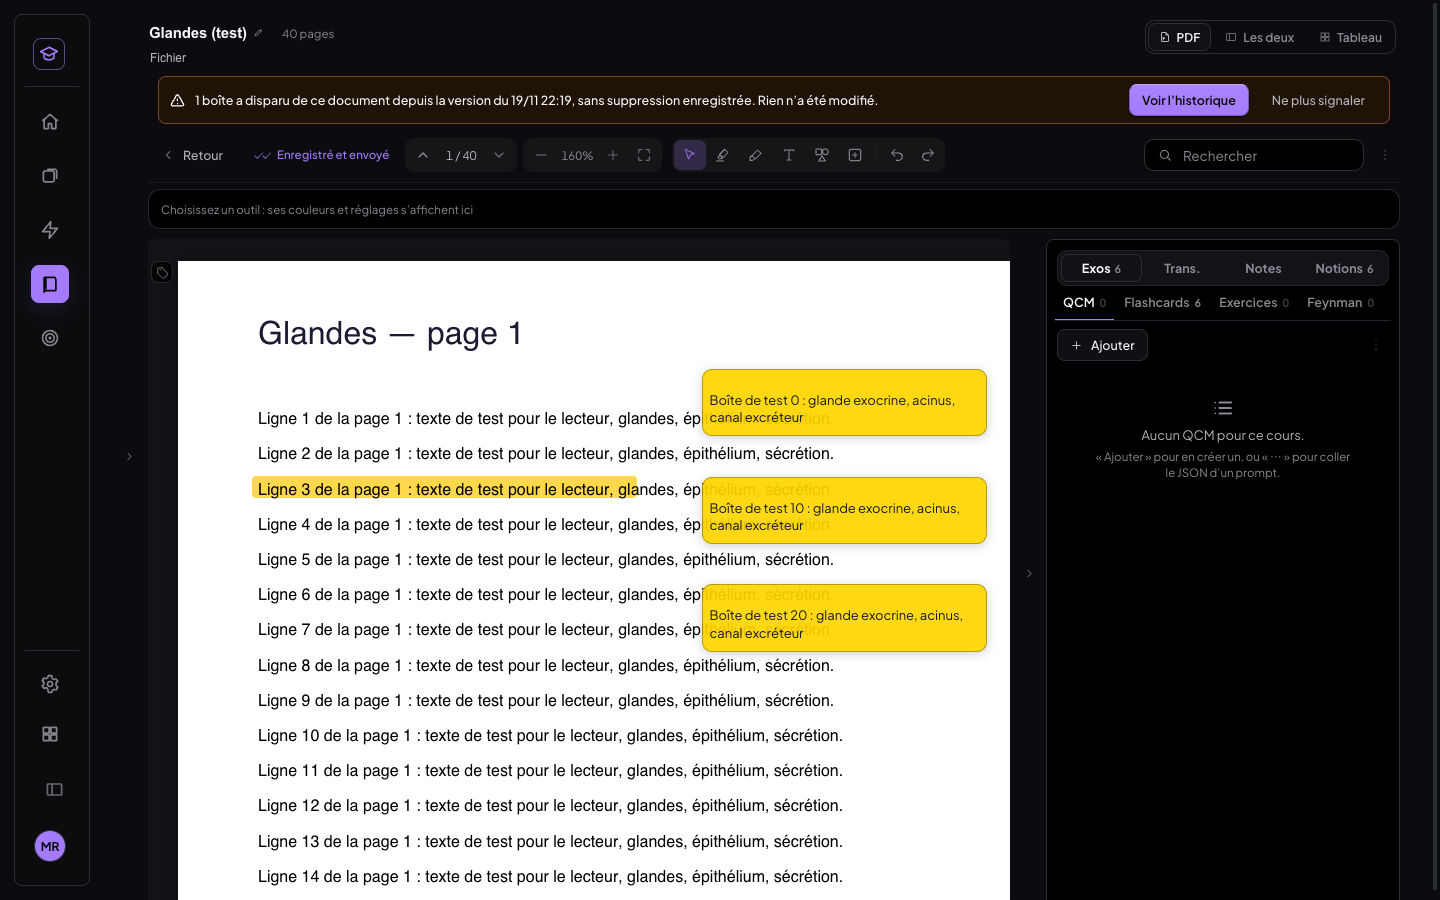 Glandes (test)
40 pages
Fichier
PDF
Les deux
Tableau
1 boîte a disparu de ce document depuis la version du 19/11 22:19, sans suppression enregistrée. Rien n’a été modifié.
Voir l’historique
Ne plus signaler
Retour
Enregistré et envoyé
1 / 40
160%
Rechercher
Choisissez un outil : ses couleurs et réglages s’affichent ici
Glandes — page 1
Ligne 1 de la page 1 : texte de test pour le lecteur, glandes, épithélium, sécrétion.
Ligne 2 de la page 1 : texte de test pour le lecteur, glandes, épithélium, sécrétion.
Ligne 3 de la page 1 : texte de test pour le lecteur, glandes, épithélium, sécrétion.
Ligne 4 de la page 1 : texte de test pour le lecteur, glandes, épithélium, sécrétion.
Ligne 5 de la page 1 : texte de test pour le lecteur, glandes, épithélium, sécrétion.
Ligne 6 de la page 1 : texte de test pour le lecteur, glandes, épithélium, sécrétion.
Ligne 7 de la page 1 : texte de test pour le lecteur, glandes, épithélium, sécrétion.
Ligne 8 de la page 1 : texte de test pour le lecteur, glandes, épithélium, sécrétion.
Ligne 9 de la page 1 : texte de test pour le lecteur, glandes, épithélium, sécrétion.
Ligne 10 de la page 1 : texte de test pour le lecteur, glandes, épithélium, sécrétion.
Ligne 11 de la page 1 : texte de test pour le lecteur, glandes, épithélium, sécrétion.
Ligne 12 de la page 1 : texte de test pour le lecteur, glandes, épithélium, sécrétion.
Ligne 13 de la page 1 : texte de test pour le lecteur, glandes, épithélium, sécrétion.
Ligne 14 de la page 1 : texte de test pour le lecteur, glandes, épithélium, sécrétion.
Boîte de test 0 : glande exocrine, acinus,
canal excréteur
Boîte de test 10 : glande exocrine, acinus,
canal excréteur
Boîte de test 20 : glande exocrine, acinus,
canal excréteur
Exos 6
Trans.
Notes
Notions 6
QCM 0
Flashcards 6
Exercices 0
Feynman 0
Ajouter
Aucun QCM pour ce cours.
« Ajouter » pour en créer un, ou « ⋯ » pour coller
le JSON d’un prompt.
MR